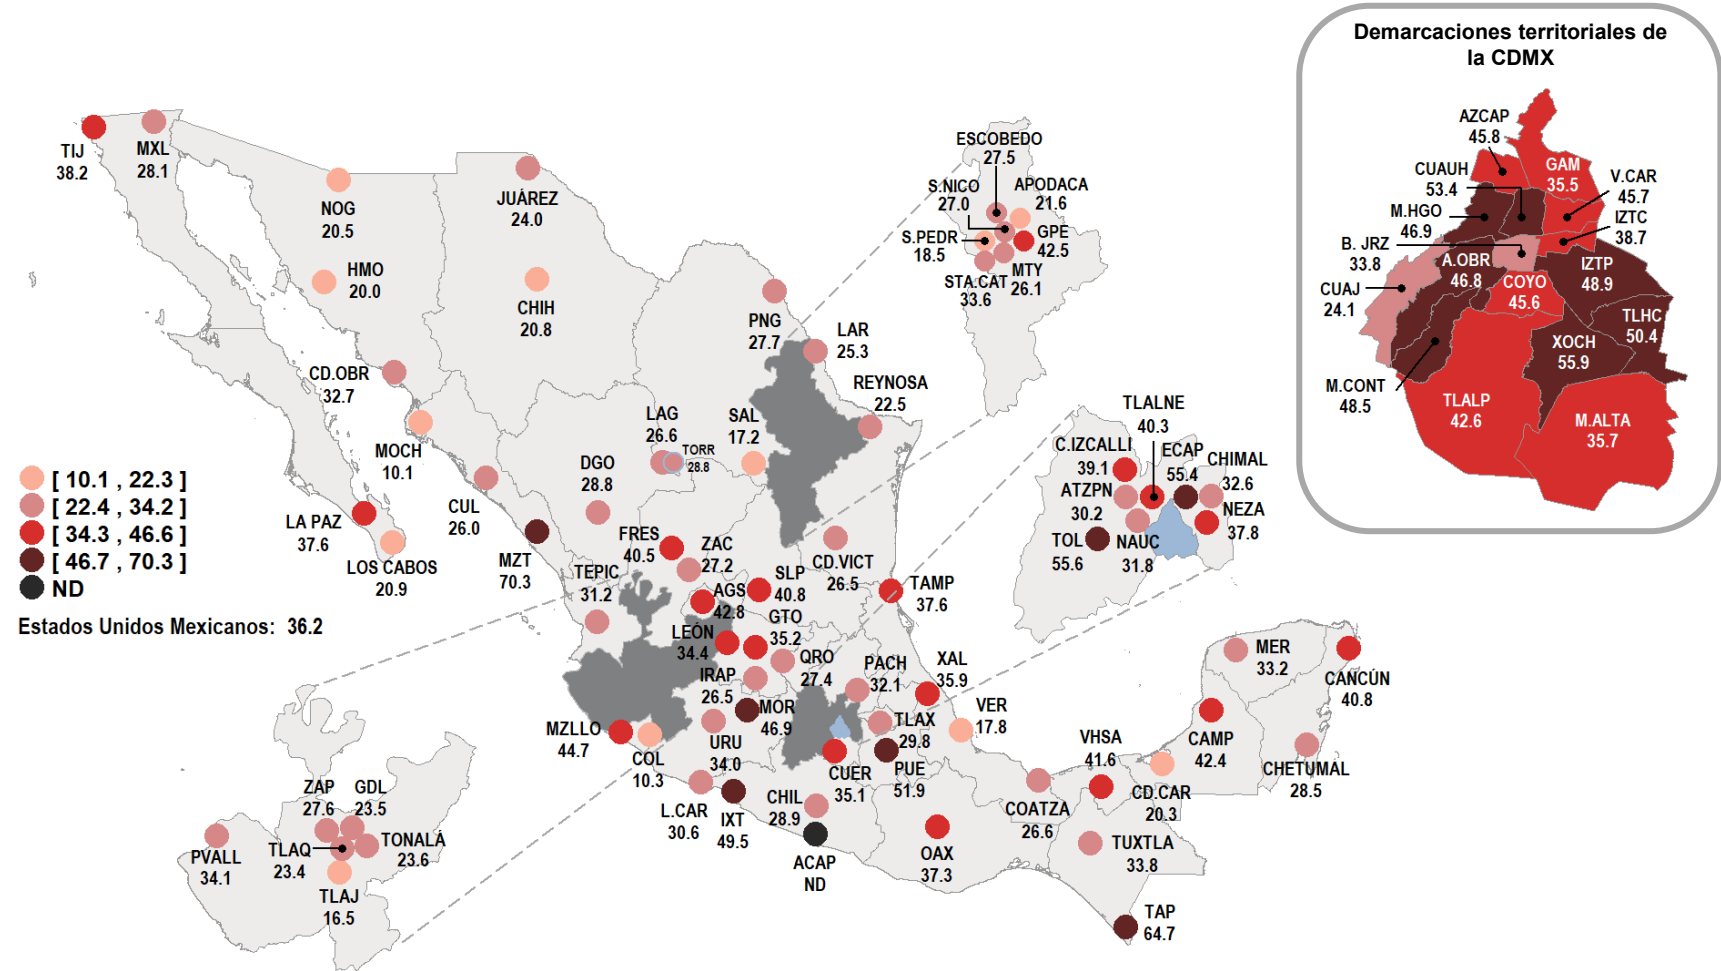 Demarcaciones territoriales de
la CDMX
AZCAP
45.8
CUAUH
53.4
GAM
35.5
V.CAR
45.7
M.HGO
46.9
IZTC
38.7
B. JRZ
33.8
A.OBR
46.8
IZTP
48.9
CUAJ
24.1
COYO
45.6
TLHC
50.4
XOCH
55.9
M.CONT
48.5
TLALP
42.6
M.ALTA
35.7
TIJ
38.2
MXL
28.1
NOG
20.5
HMO
20.0
JUÁREZ
24.0
CHIH
20.8
CD.OBR
32.7
MOCH
10.1
CUL
26.0
LA PAZ
37.6
LOS CABOS
20.9
MZT
70.3
ESCOBEDO
27.5
S.NICO
27.0
APODACA
21.6
S.PEDR
18.5
GPE
42.5
STA.CAT
33.6
MTY
26.1
PNG
27.7
LAR
25.3
REYNOSA
22.5
LAG
26.6
TORR
28.8
SAL
17.2
DGO
28.8
FRES
40.5
ZAC
27.2
CD.VICT
26.5
TEPIC
31.2
AGS
42.8
SLP
40.8
TAMP
37.6
LEÓN
34.4
GTO
35.2
QRO
27.4
IRAP
26.5
PACH
32.1
XAL
35.9
MOR
46.9
VER
17.8
MZLLO
44.7
COL
10.3
URU
34.0
TLAX
29.8
CUER
35.1
PUE
51.9
L.CAR
30.6
IXT
49.5
CHIL
28.9
ACAP
ND
OAX
37.3
COATZA
26.6
VHSA
41.6
CD.CAR
20.3
CAMP
42.4
MER
33.2
CANCÚN
40.8
CHETUMAL
28.5
TUXTLA
33.8
TAP
64.7
TLALNE
40.3
C.IZCALLI
39.1
ECAP
55.4
CHIMAL
32.6
ATZPN
30.2
NEZA
37.8
TOL
55.6
NAUC
31.8
[ 10.1 , 22.3 ]
[ 22.4 , 34.2 ]
[ 34.3 , 46.6 ]
[ 46.7 , 70.3 ]
ND
Estados Unidos Mexicanos: 36.2
ZAP
27.6
GDL
23.5
PVALL
34.1
TLAQ
23.4
TONALÁ
23.6
TLAJ
16.5